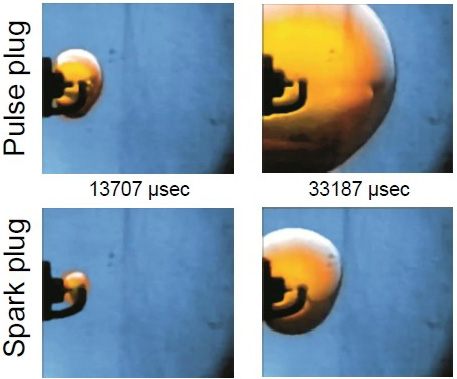 Pulse plug
13707 µsec
33187 µsec
Spark plug